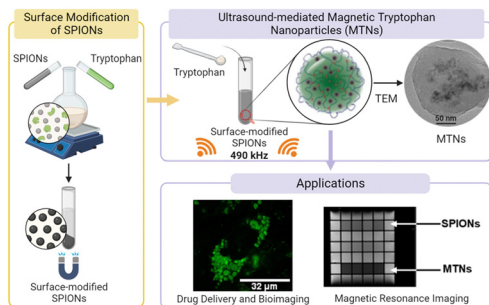 Surface Modification
of SPIONs
SPIONs
Tryptophan
Surface-modified
SPIONs
Ultrasound-mediated Magnetic Tryptophan
Nanoparticles (MTNs)
Tryptophan
Surface-modified
SPIONs
490 kHz
TEM
50 nm
MTNs
Applications
32 µm
Drug Delivery and Bioimaging
SPIONs
MTNs
Magnetic Resonance Imaging